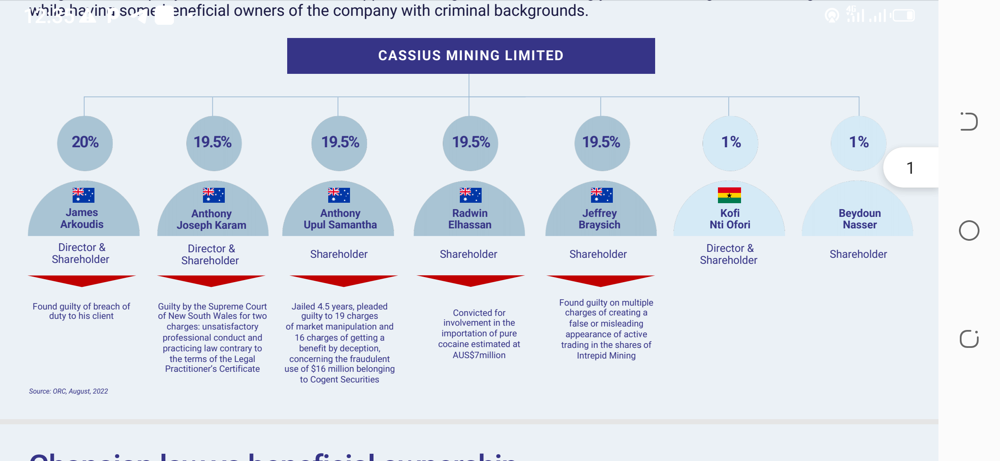 while having some beneficial owners of the company with criminal backgrounds.
12:35
P
4G
CASSIUS MINING LIMITED
20%
19.5%
19.5%
19.5%
19.5%
1%
1%
1
James
Arkoudis
Anthony
Joseph Karam
Anthony
Upul Samantha
Radwin
Elhassan
Jeffrey
Braysich
Kofi
Nti Ofori
Beydoun
Nasser
Director &
Shareholder
Director &
Shareholder
Shareholder
Shareholder
Shareholder
Director &
Shareholder
Shareholder
Found guilty of breach of
duty to his client
Guilty by the Supreme Court
of New South Wales for two
charges: unsatisfactory
professional conduct and
practicing law contrary to
the terms of the Legal
Practitioner’s Certificate
Jailed 4.5 years, pleaded
guilty to 19 charges
of market manipulation and
16 charges of getting a
benefit by deception,
concerning the fraudulent
use of $16 million belonging
to Cogent Securities
Convicted for
involvement in the
importation of pure
cocaine estimated at
AUS$7million
Found guilty on multiple
charges of creating a
false or misleading
appearance of active
trading in the shares of
Intrepid Mining
Source: ORC, August, 2022
Ghanaian law vs beneficial ownership